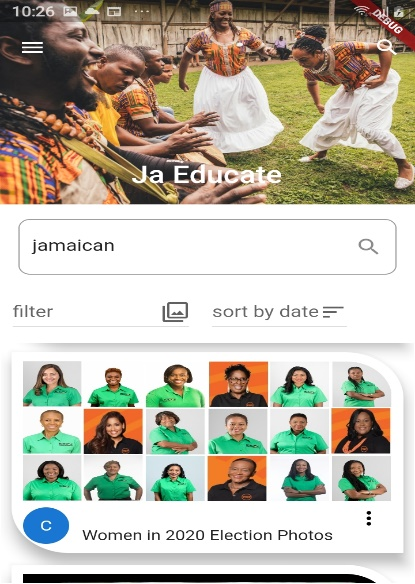 10:26
DEBUG
Ja Educate
jamaican
filter
sort by date
C
Women in 2020 Election Photos